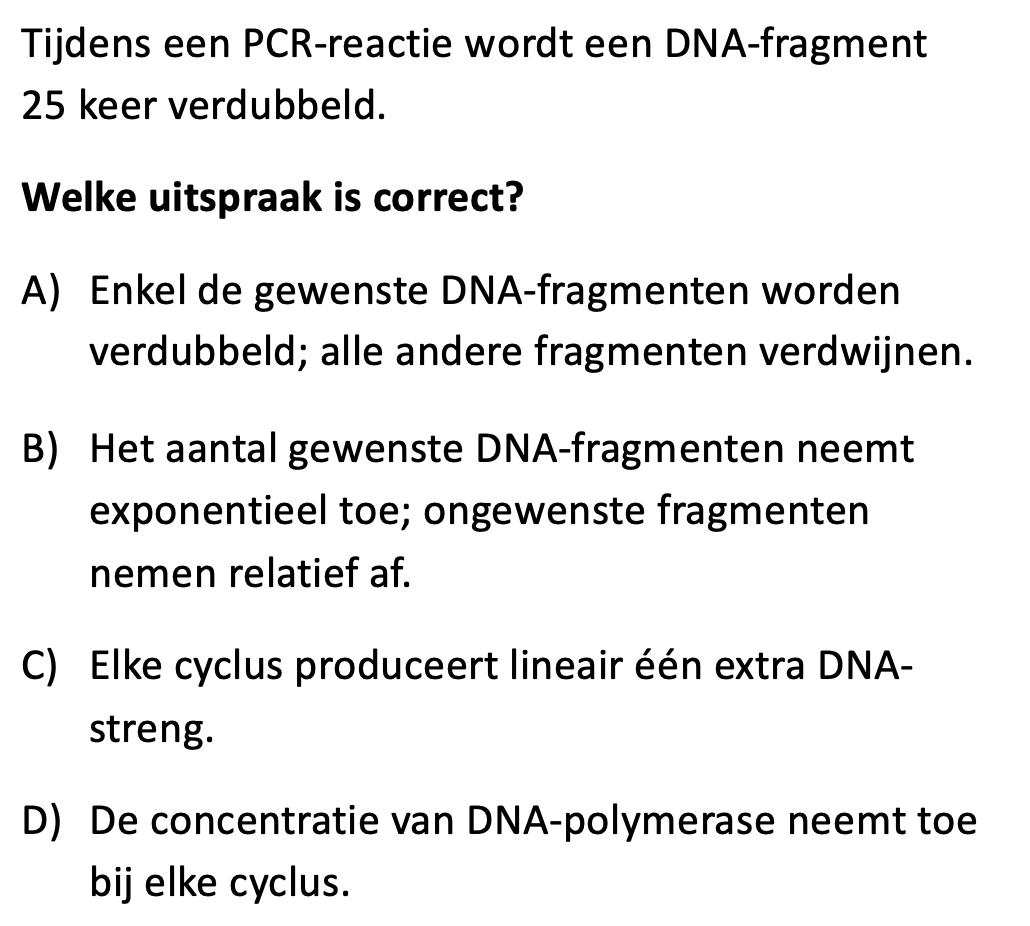 Tijdens een PCR-reactie wordt een DNA-fragment
25 keer verdubbeld.
Welke uitspraak is correct?
A) Enkel de gewenste DNA-fragmenten worden
verdubbeld; alle andere fragmenten verdwijnen.
B) Het aantal gewenste DNA-fragmenten neemt
exponentieel toe; ongewenste fragmenten
nemen relatief af.
C) Elke cyclus produceert lineair één extra DNA-
streng.
D) De concentratie van DNA-polymerase neemt toe
bij elke cyclus.